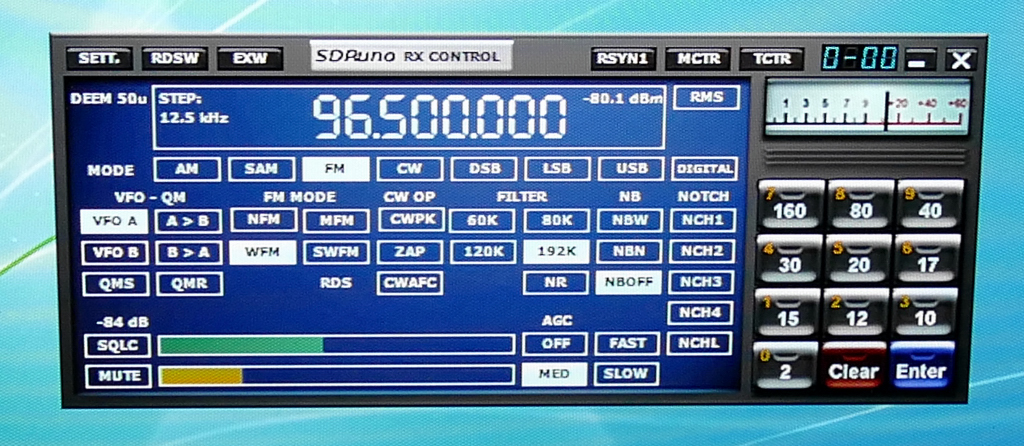 SETT. RDSW EXW SDRuno RX CONTROL RSYN1 MCTR TCTR 0-00
DEEM 50u STEP: 12.5 kHz 96.500.000 -80.1 dBm RMS
1 3 5 7 9 +20 +40 +60
MODE AM SAM FM CW DSB LSB USB DIGITAL
VFO - QM FM MODE CW OP FILTER NB NOTCH
VFO A A > B NFM MFM CWPK 60K 80K NBW NCH1
VFO B B > A WFM SWFM ZAP 120K 192K NBN NCH2
QMS QMR RDS CWAFC NR NBOFF NCH3
-84 dB AGC NCH4
SQLC OFF FAST NCHL
MUTE MED SLOW
7 160 8 80 9 40
4 30 5 20 6 17
1 15 2 12 3 10
0 2 Clear Enter